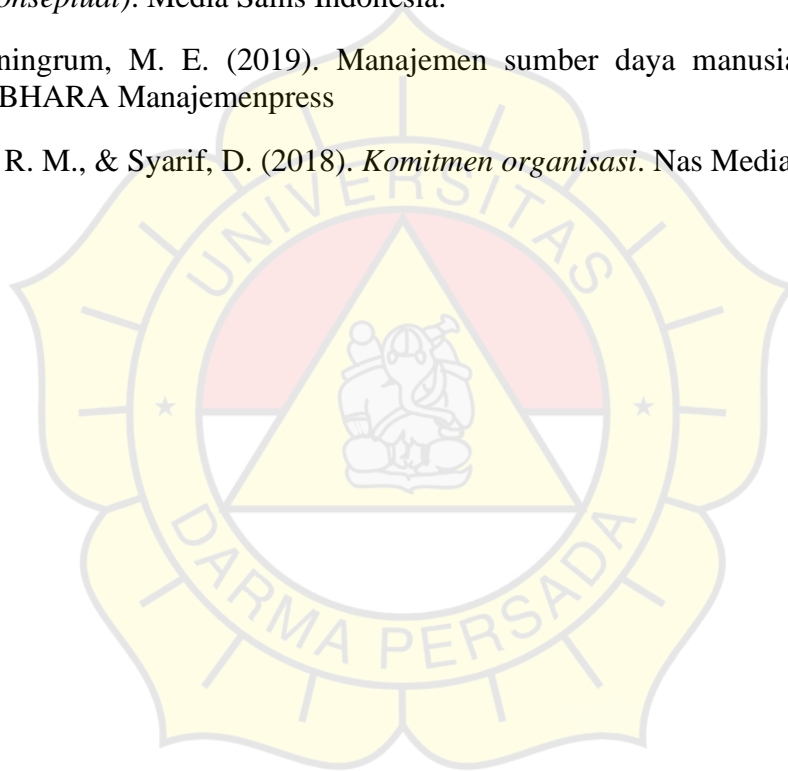 onseptual). Media Sains Indonesia.
ningrum, M. E. (2019). Manajemen sumber daya manusia
BHARA Manajemenpress
R. M., & Syarif, D. (2018). Komitmen organisasi. Nas Media
UNIVERSITAS
DARMA PERSADA